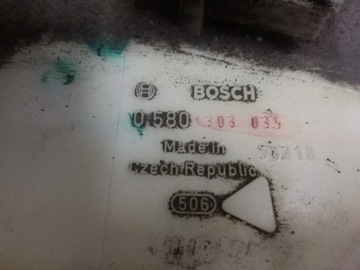 BOSCH
0 580 303 035
Made in
Czech Republic
506